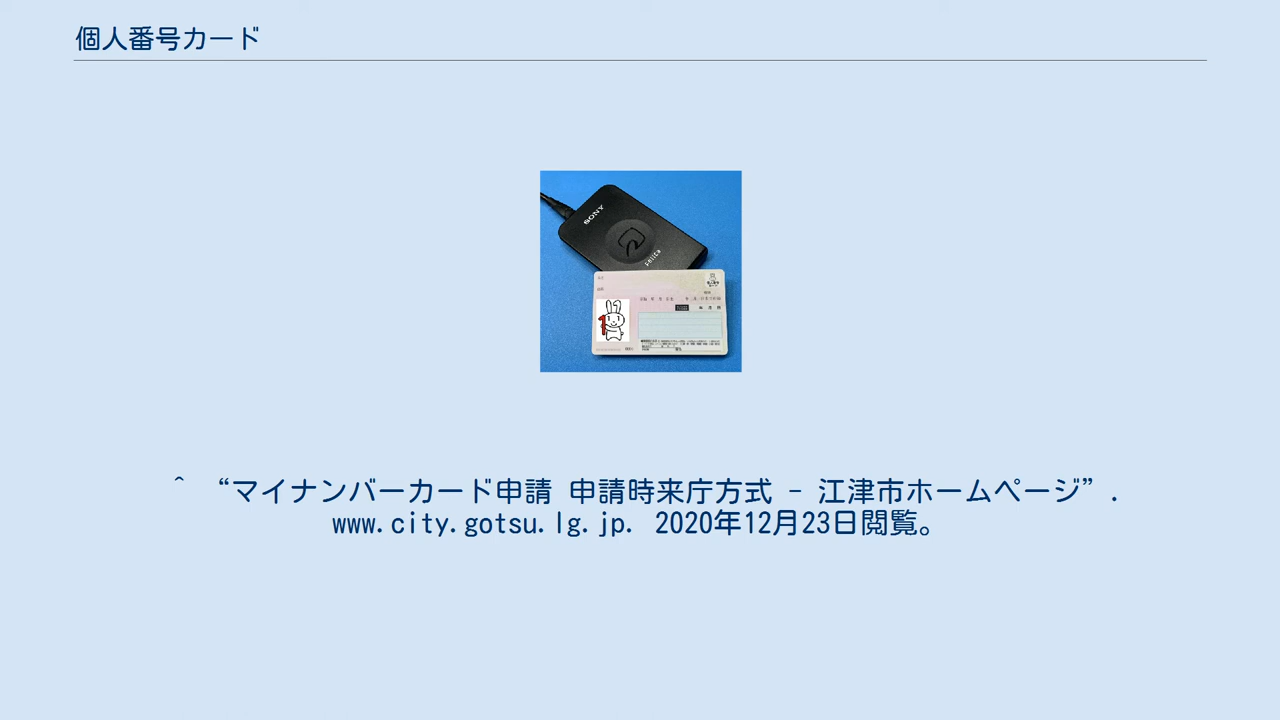 個人番号カード
SONY
FeliCa
^ “マイナンバーカード申請 申請時来庁方式 - 江津市ホームページ”.
www.city.gotsu.lg.jp. 2020年12月23日閲覧。